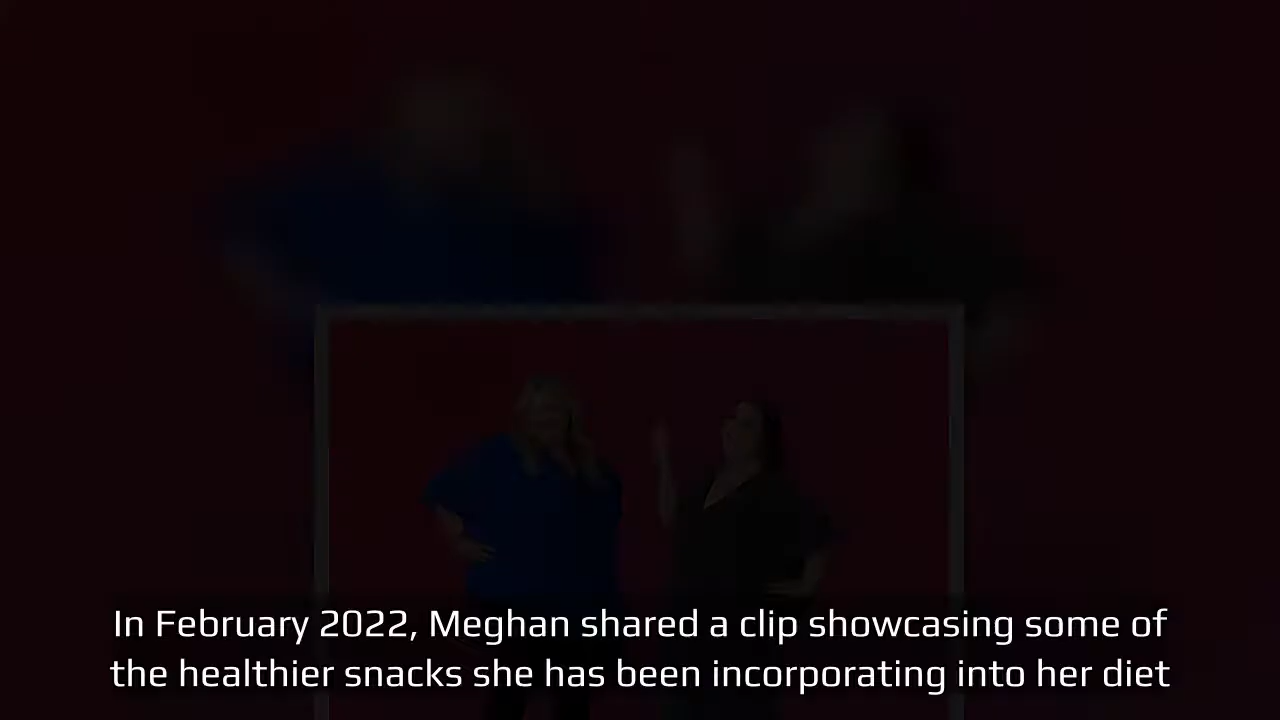 In February 2022, Meghan shared a clip showcasing some of
the healthier snacks she has been incorporating into her diet